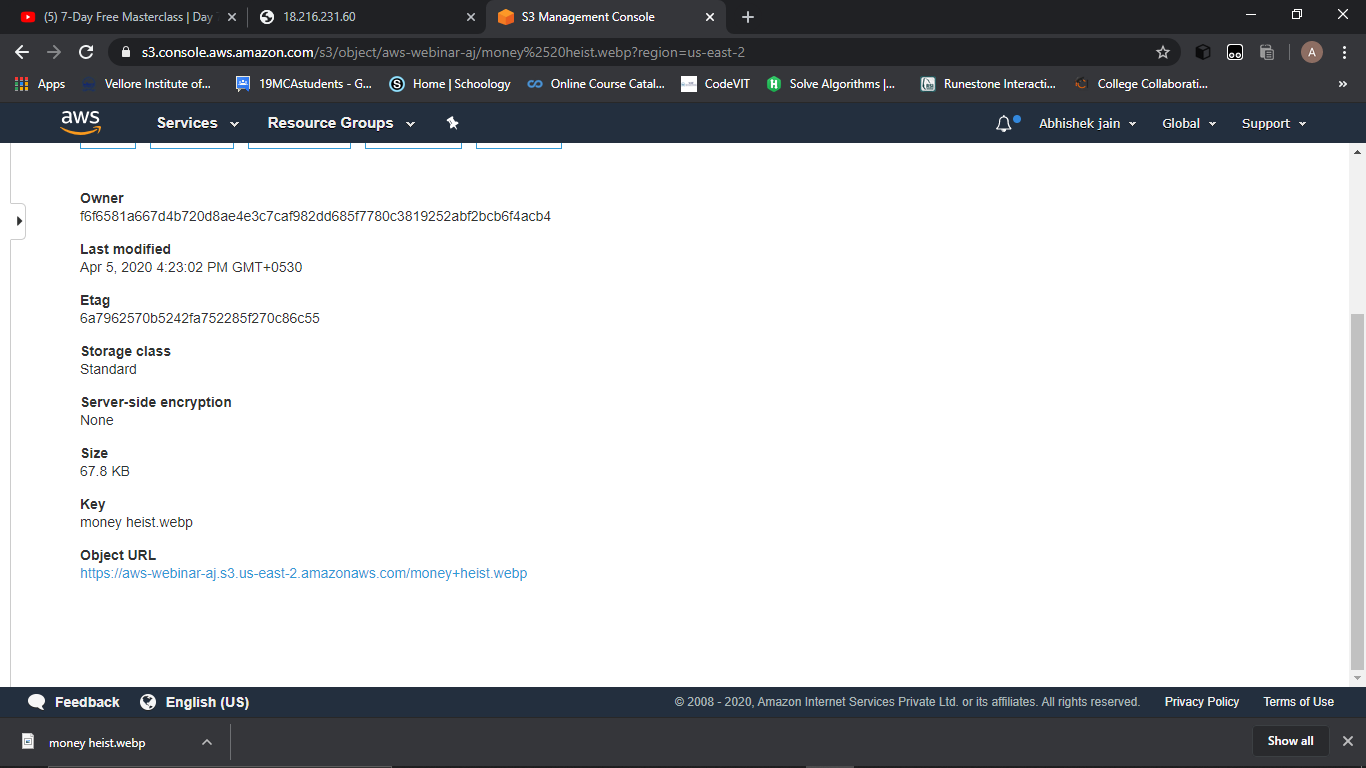 (5) 7-Day Free Masterclass | Day
18.216.231.60
S3 Management Console
s3.console.aws.amazon.com/s3/object/aws-webinar-aj/money%2520heist.webp?region=us-east-2
A
Apps
Vellore Institute of...
19MCAstudents - G...
Home | Schoology
Online Course Catal...
CodeVIT
Solve Algorithms |...
Runestone Interacti...
College Collaborati...
»
aws
Services
Resource Groups
Abhishek jain
Global
Support
Owner
f6f6581a667d4b720d8ae4e3c7caf982dd685f7780c3819252abf2bcb6f4acb4
Last modified
Apr 5, 2020 4:23:02 PM GMT+0530
Etag
6a7962570b5242fa752285f270c86c55
Storage class
Standard
Server-side encryption
None
Size
67.8 KB
Key
money heist.webp
Object URL
https://aws-webinar-aj.s3.us-east-2.amazonaws.com/money+heist.webp
Feedback
English (US)
© 2008 - 2020, Amazon Internet Services Private Ltd. or its affiliates. All rights reserved.
Privacy Policy
Terms of Use
money heist.webp
Show all